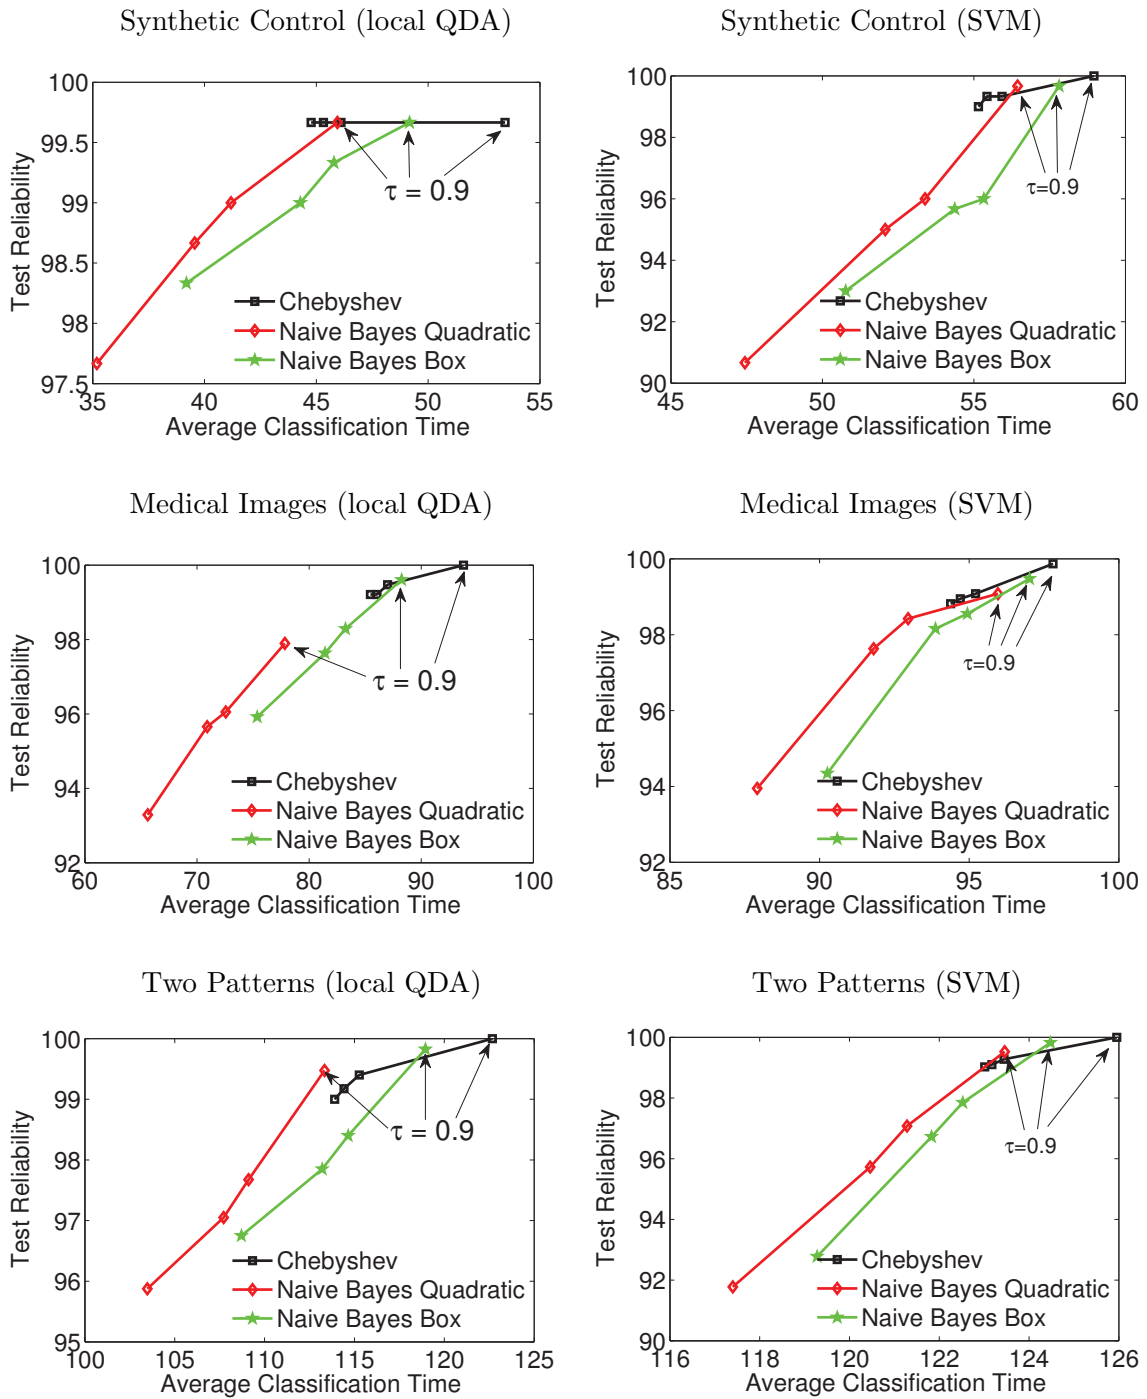 Synthetic Control (local QDA)
100
99.5
99
98.5
98
97.5
35
40
45
50
55
Test Reliability
Average Classification Time
τ = 0.9
Chebyshev
Naive Bayes Quadratic
Naive Bayes Box
Synthetic Control (SVM)
100
98
96
94
92
90
45
50
55
60
Test Reliability
Average Classification Time
τ=0.9
Chebyshev
Naive Bayes Quadratic
Naive Bayes Box
Medical Images (local QDA)
100
98
96
94
92
60
70
80
90
100
Test Reliability
Average Classification Time
τ = 0.9
Chebyshev
Naive Bayes Quadratic
Naive Bayes Box
Medical Images (SVM)
100
98
96
94
92
85
90
95
100
Test Reliability
Average Classification Time
τ=0.9
Chebyshev
Naive Bayes Quadratic
Naive Bayes Box
Two Patterns (local QDA)
100
99
98
97
96
95
100
105
110
115
120
125
Test Reliability
Average Classification Time
τ = 0.9
Chebyshev
Naive Bayes Quadratic
Naive Bayes Box
Two Patterns (SVM)
100
98
96
94
92
90
116
118
120
122
124
126
Test Reliability
Average Classification Time
τ=0.9
Chebyshev
Naive Bayes Quadratic
Naive Bayes Box